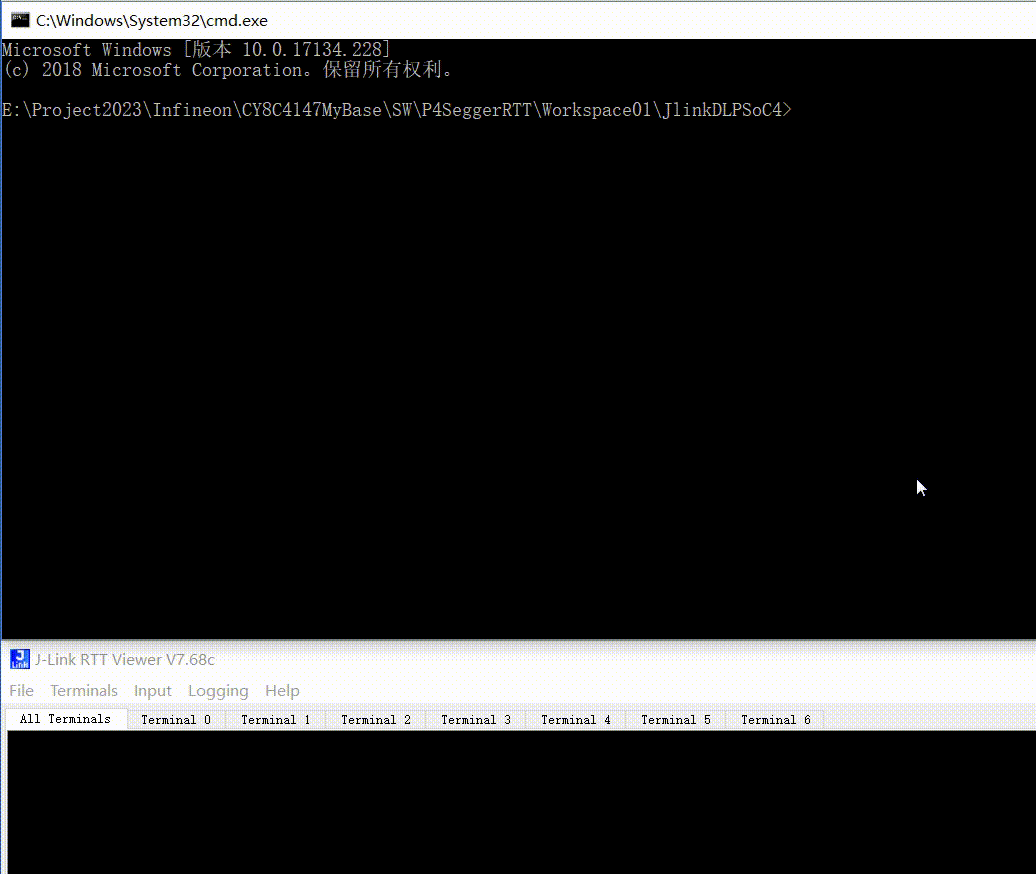 C:\Windows\System32\cmd.exe
Microsoft Windows [版本 10.0.17134.228]
(c) 2018 Microsoft Corporation。保留所有权利。
E:\Project2023\Infineon\CY8C4147MyBase\SW\P4SeggerRTT\Workspace01\JlinkDLPSoC4>
J-Link RTT Viewer V7.68c
File Terminals Input Logging Help
All Terminals Terminal 0 Terminal 1 Terminal 2 Terminal 3 Terminal 4 Terminal 5 Terminal 6